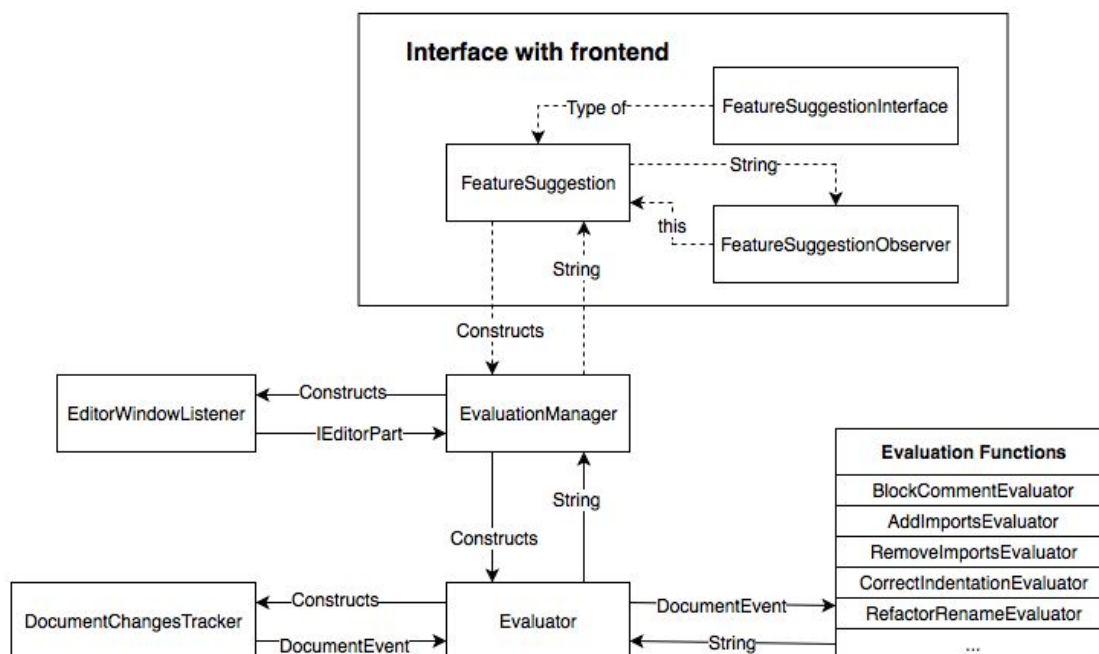 Interface with frontend
Type of
FeatureSuggestionInterface
FeatureSuggestion
String
this
FeatureSuggestionObserver
String
Constructs
EditorWindowListener
Constructs
IEditorPart
EvaluationManager
String
Constructs
Evaluation Functions
BlockCommentEvaluator
AddImportsEvaluator
RemoveImportsEvaluator
CorrectIndentationEvaluator
RefactorRenameEvaluator
...
DocumentChangesTracker
Constructs
DocumentEvent
Evaluator
DocumentEvent
String